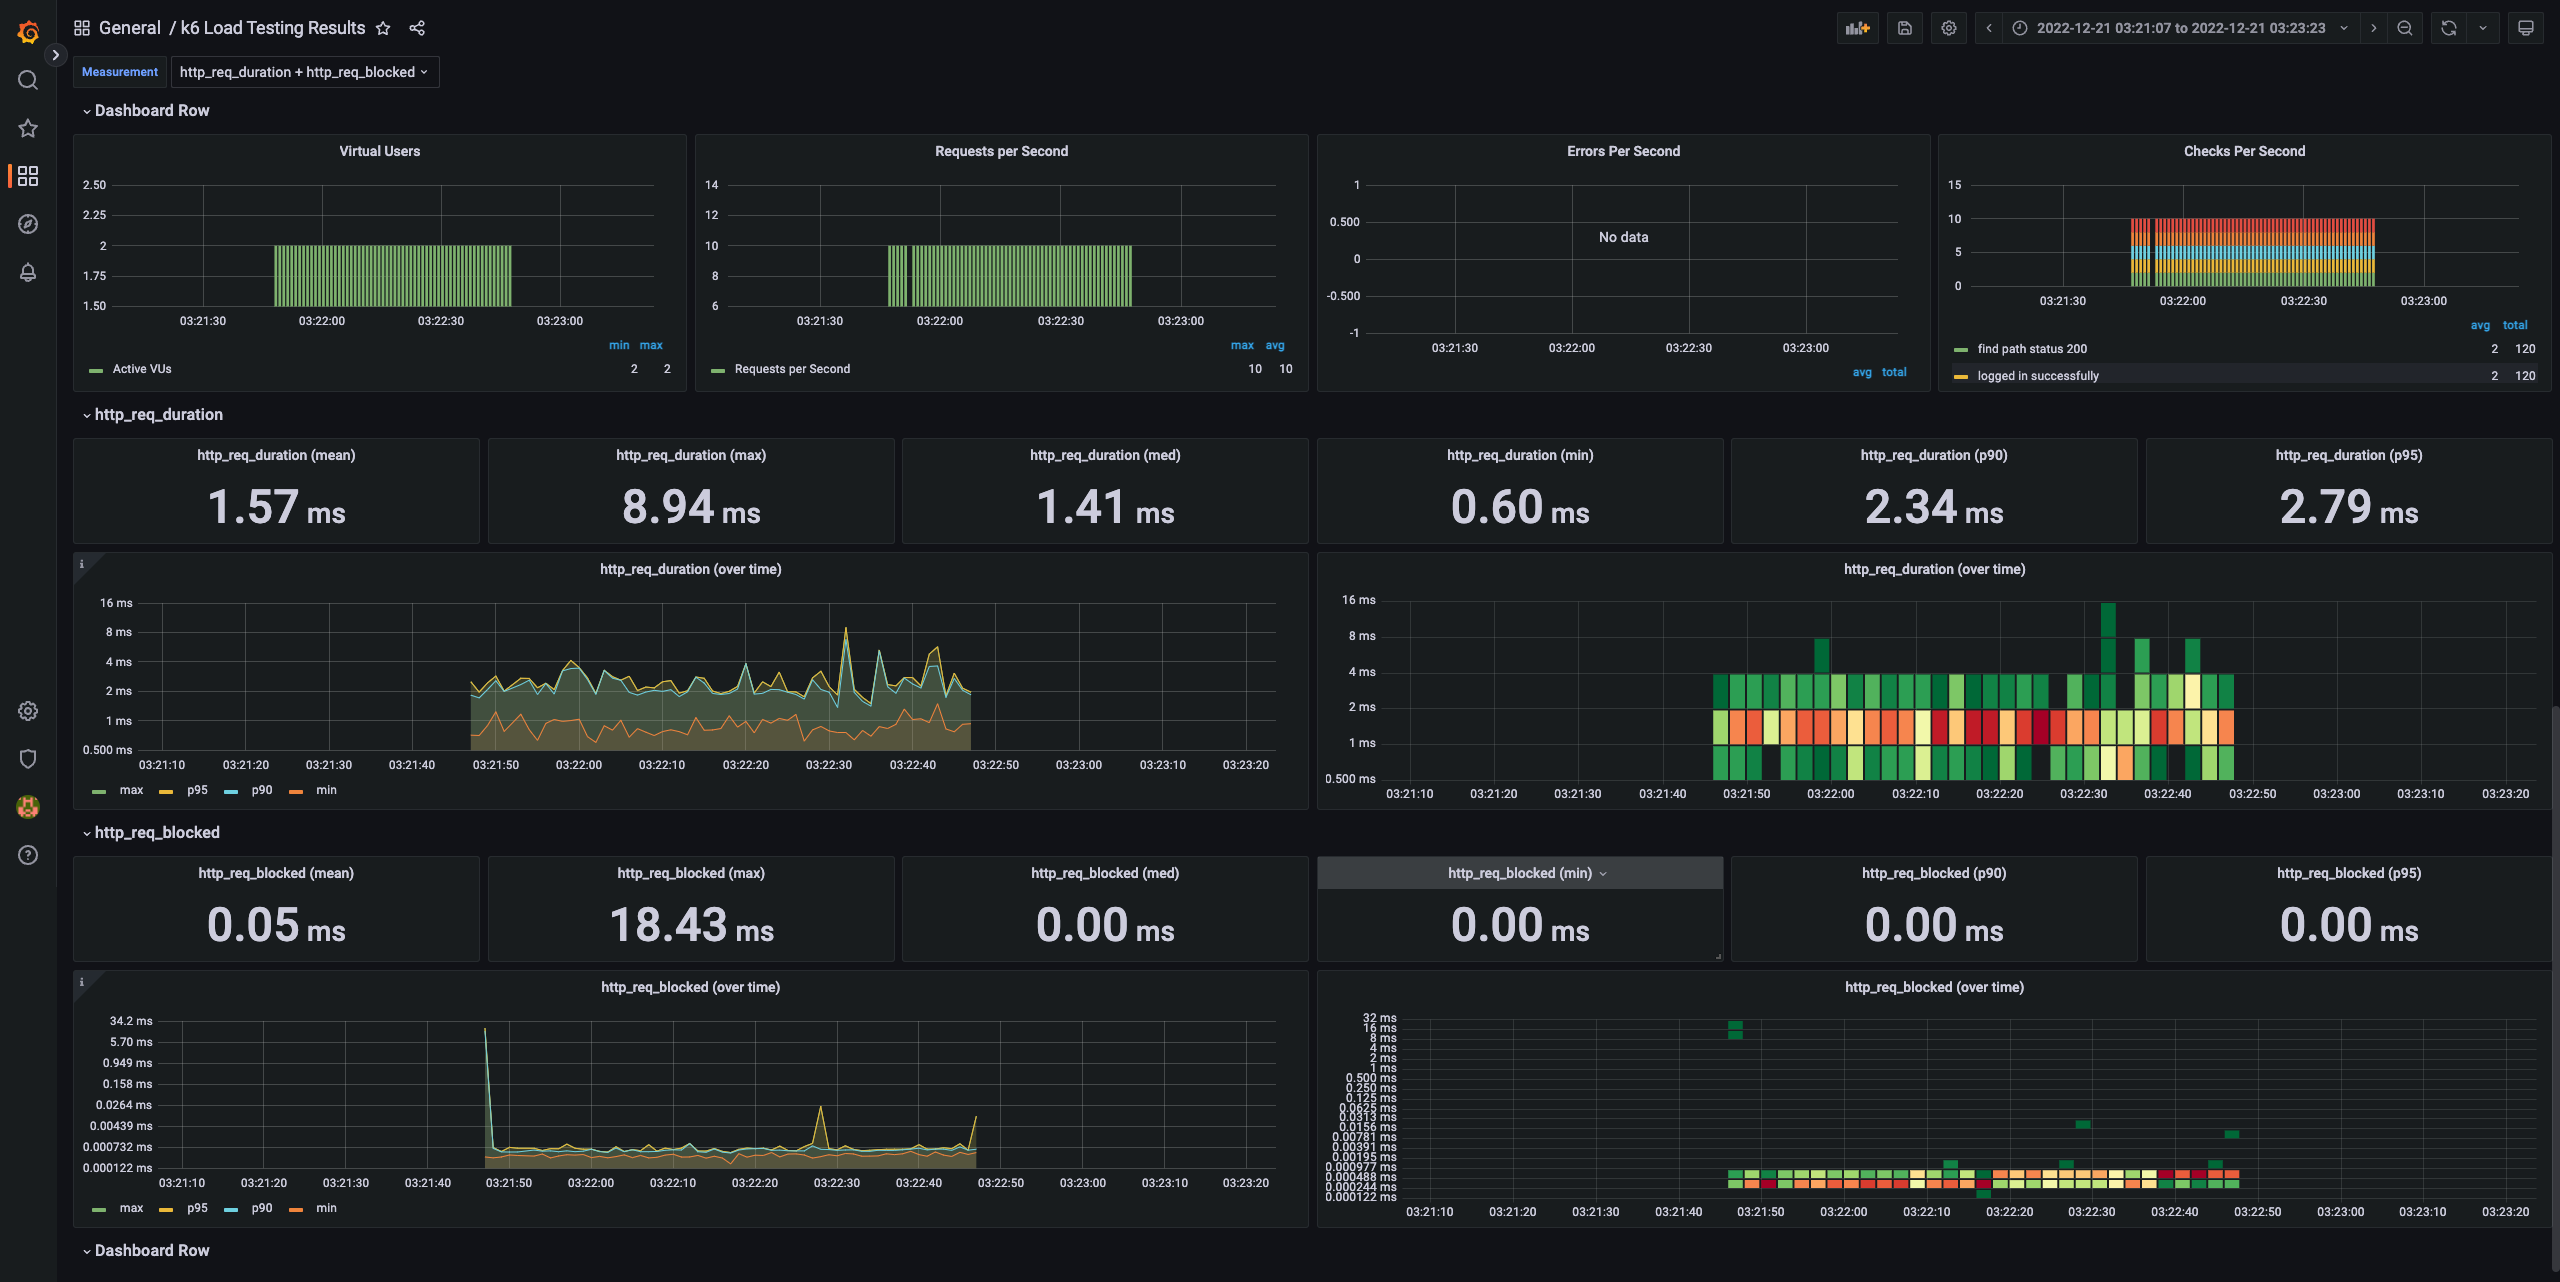 General / k6 Load Testing Results
2022-12-21 03:21:07 to 2022-12-21 03:23:23
Measurement http_req_duration + http_req_blocked
Dashboard Row
Virtual Users
2.50
2.25
2
1.75
1.50
03:21:30 03:22:00 03:22:30 03:23:00
min max
Active VUs 2 2
Requests per Second
14
12
10
8
6
03:21:30 03:22:00 03:22:30 03:23:00
max avg
Requests per Second 10 10
Errors Per Second
1
0.500
0
-0.500
-1
No data
03:21:30 03:22:00 03:22:30 03:23:00
avg total
Checks Per Second
15
10
5
0
03:21:30 03:22:00 03:22:30 03:23:00
avg total
find path status 200 2 120
logged in successfully 2 120
http_req_duration
http_req_duration (mean)
1.57 ms
http_req_duration (max)
8.94 ms
http_req_duration (med)
1.41 ms
http_req_duration (min)
0.60 ms
http_req_duration (p90)
2.34 ms
http_req_duration (p95)
2.79 ms
i
http_req_duration (over time)
16 ms
8 ms
4 ms
2 ms
1 ms
0.500 ms
03:21:10 03:21:20 03:21:30 03:21:40 03:21:50 03:22:00 03:22:10 03:22:20 03:22:30 03:22:40 03:22:50 03:23:00 03:23:10 03:23:20
max p95 p90 min
http_req_duration (over time)
16 ms
8 ms
4 ms
2 ms
1 ms
0.500 ms
03:21:10 03:21:20 03:21:30 03:21:40 03:21:50 03:22:00 03:22:10 03:22:20 03:22:30 03:22:40 03:22:50 03:23:00 03:23:10 03:23:20
http_req_blocked
http_req_blocked (mean)
0.05 ms
http_req_blocked (max)
18.43 ms
http_req_blocked (med)
0.00 ms
http_req_blocked (min)
0.00 ms
http_req_blocked (p90)
0.00 ms
http_req_blocked (p95)
0.00 ms
i
http_req_blocked (over time)
34.2 ms
5.70 ms
0.949 ms
0.158 ms
0.0264 ms
0.00439 ms
0.000732 ms
0.000122 ms
03:21:10 03:21:20 03:21:30 03:21:40 03:21:50 03:22:00 03:22:10 03:22:20 03:22:30 03:22:40 03:22:50 03:23:00 03:23:10 03:23:20
max p95 p90 min
http_req_blocked (over time)
32 ms
16 ms
8 ms
4 ms
2 ms
1 ms
0.500 ms
0.250 ms
0.125 ms
0.0625 ms
0.0313 ms
0.0156 ms
0.00781 ms
0.00391 ms
0.00195 ms
0.000977 ms
0.000488 ms
0.000244 ms
0.000122 ms
03:21:10 03:21:20 03:21:30 03:21:40 03:21:50 03:22:00 03:22:10 03:22:20 03:22:30 03:22:40 03:22:50 03:23:00 03:23:10 03:23:20
Dashboard Row